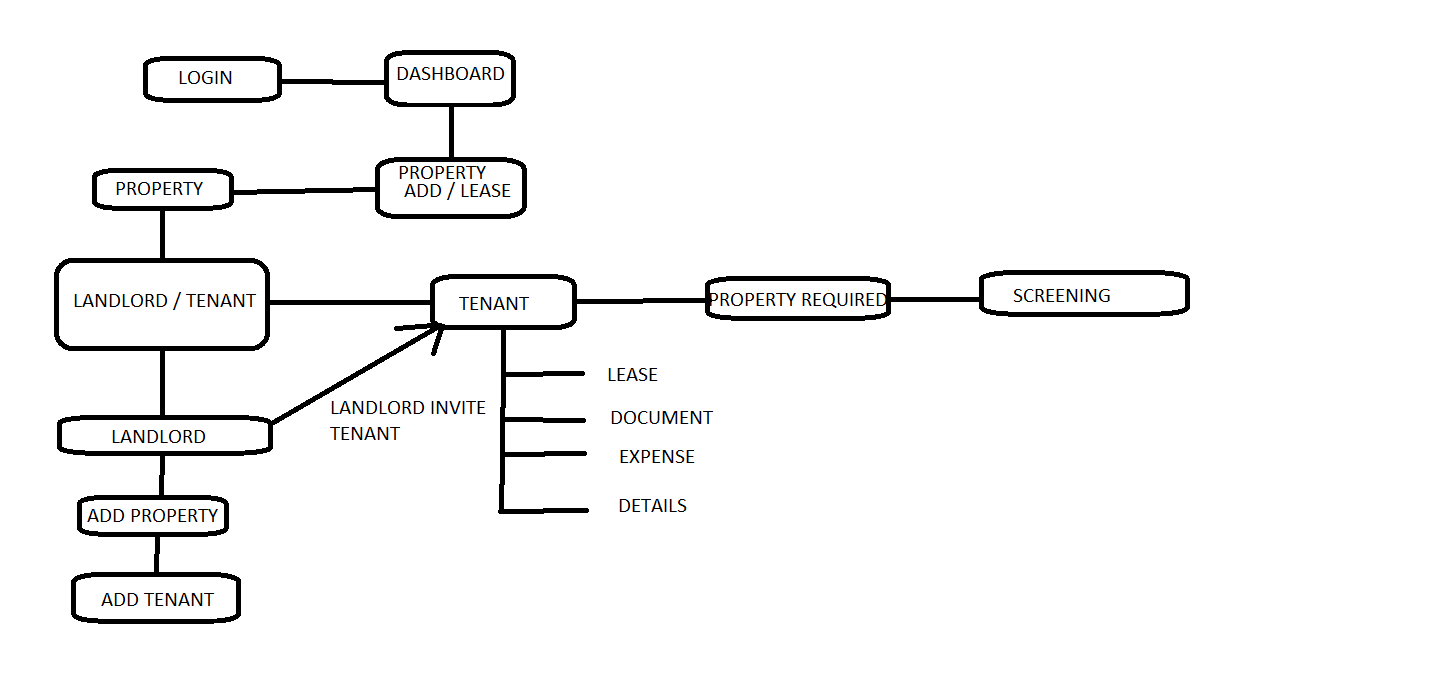 LOGIN
DASHBOARD
PROPERTY
ADD / LEASE
PROPERTY
LANDLORD / TENANT
TENANT
PROPERTY REQUIRED
SCREENING
LEASE
DOCUMENT
EXPENSE
DETAILS
LANDLORD INVITE
TENANT
LANDLORD
ADD PROPERTY
ADD TENANT